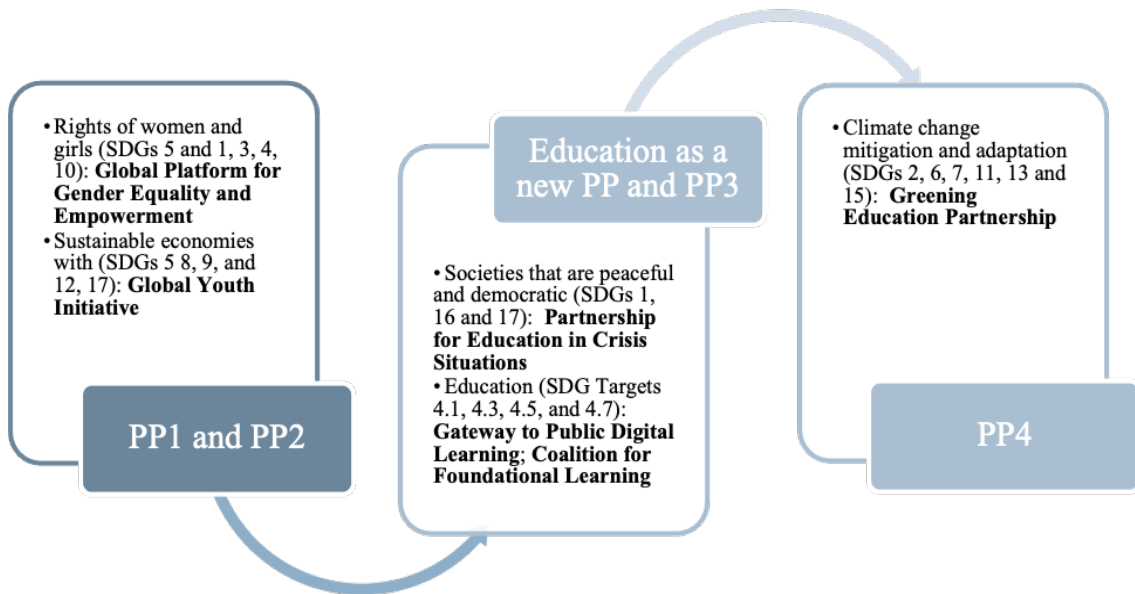 • Rights of women and
girls (SDGs 5 and 1, 3, 4,
10): Global Platform for
Gender Equality and
Empowerment
• Sustainable economies
with (SDGs 5 8, 9, and
12, 17): Global Youth
Initiative
PP1 and PP2
Education as a
new PP and PP3
• Societies that are peaceful
and democratic (SDGs 1,
16 and 17): Partnership
for Education in Crisis
Situations
• Education (SDG Targets
4.1, 4.3, 4.5, and 4.7):
Gateway to Public Digital
Learning; Coalition for
Foundational Learning
• Climate change
mitigation and adaptation
(SDGs 2, 6, 7, 11, 13 and
15): Greening
Education Partnership
PP4